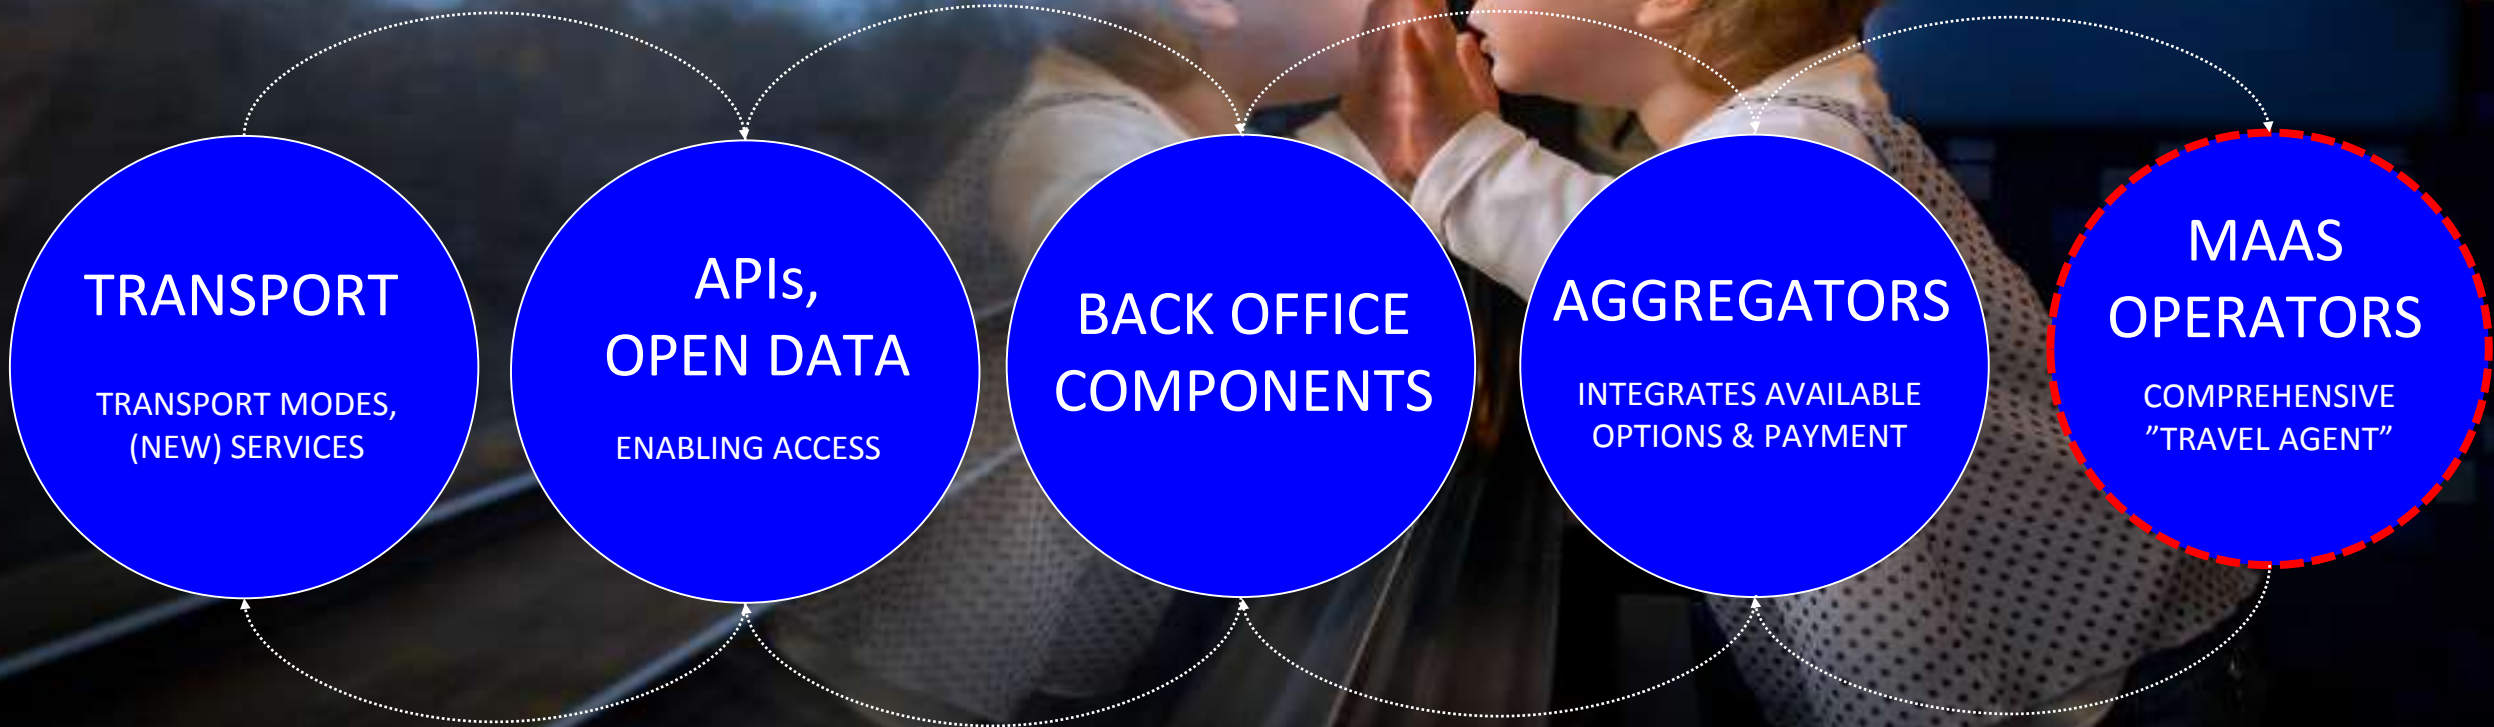 TRANSPORT
TRANSPORT MODES,
(NEW) SERVICES
APIs,
OPEN DATA
ENABLING ACCESS
BACK OFFICE
COMPONENTS
AGGREGATORS
INTEGRATES AVAILABLE
OPTIONS & PAYMENT
MAAS
OPERATORS
COMPREHENSIVE
”TRAVEL AGENT”